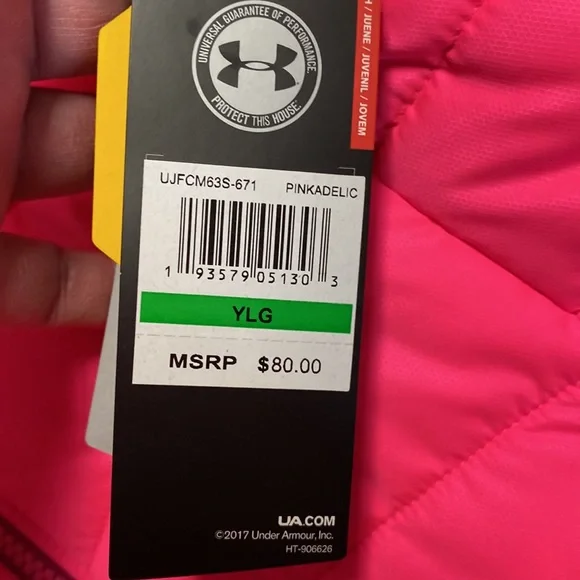 UNIVERSAL GUARANTEE OF PERFORMANCE
PROTECT THIS HOUSE
/ JUENE / JUVENIL / JOVEM
UJFCM63S-671 PINKADELIC
1 93579 05130 3
YLG
MSRP $80.00
UA.COM
©2017 Under Armour, Inc.
HT-906626